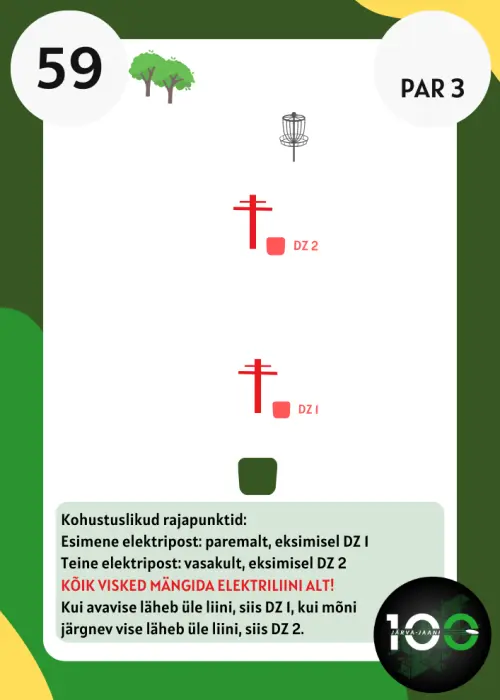 59
PAR 3
DZ 2
DZ 1
Kohustuslikud rajapunktid:
Esimene elektripost: paremalt, eksimisel DZ 1
Teine elektripost: vasakult, eksimisel DZ 2
KÕIK VISKED MÄNGIDA ELEKTRILIINI ALT!
Kui avavise läheb üle liini, siis DZ 1, kui mõni
järgnev vise läheb üle liini, siis DZ 2.
100
JÄRVA-JAANI